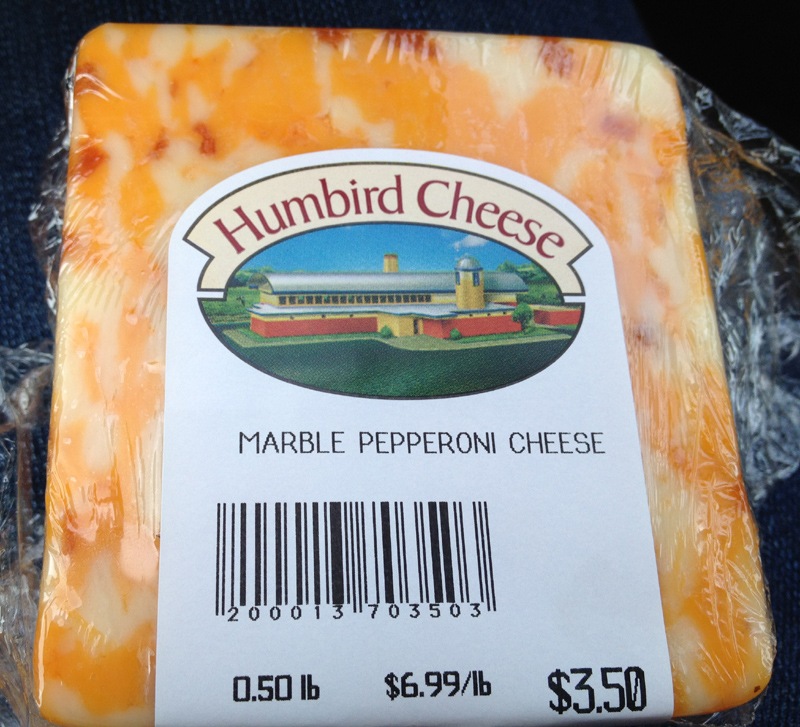 Humbird Cheese
MARBLE PEPPERONI CHEESE
200013 703503
0.50 lb $6.99/lb $3.50